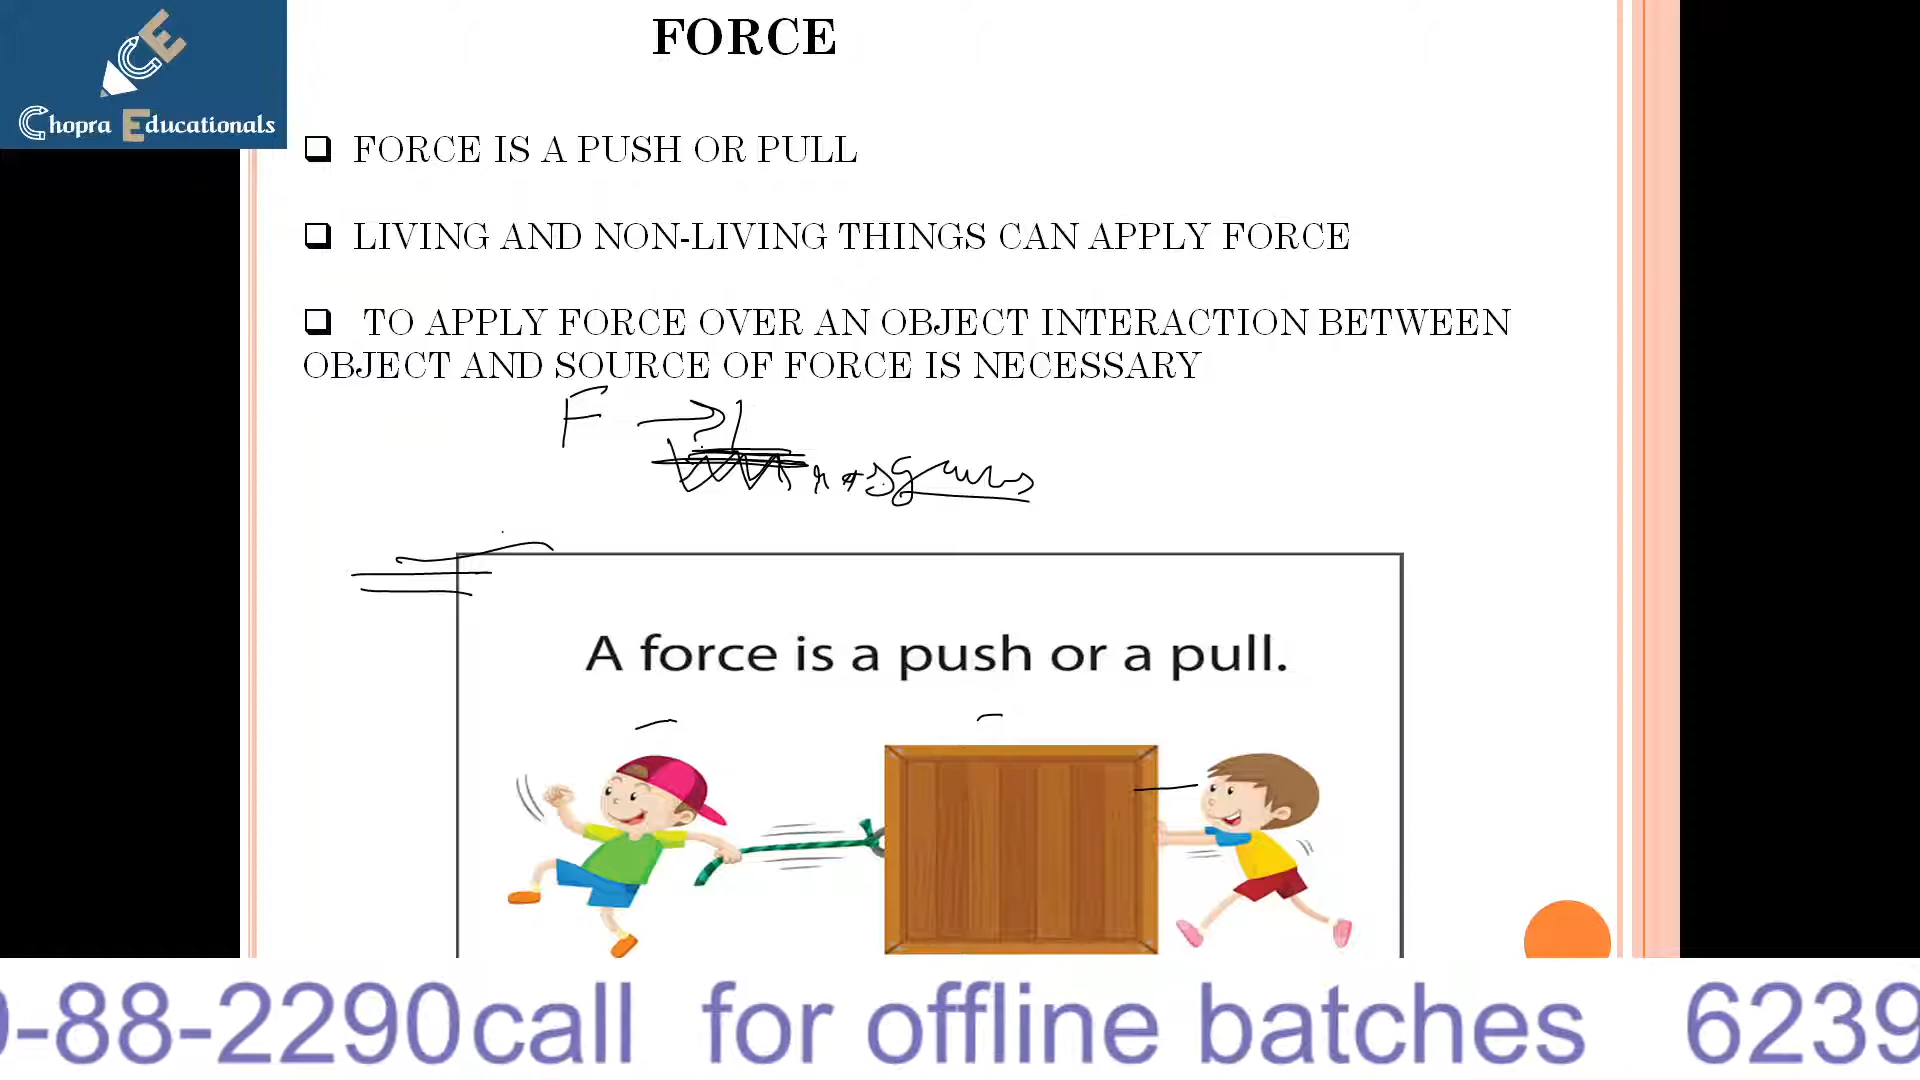 FORCE
Chopra Educationals
FORCE IS A PUSH OR PULL
LIVING AND NON-LIVING THINGS CAN APPLY FORCE
TO APPLY FORCE OVER AN OBJECT INTERACTION BETWEEN
OBJECT AND SOURCE OF FORCE IS NECESSARY
F
A force is a push or a pull.
-88-2290call for offline batches 6239